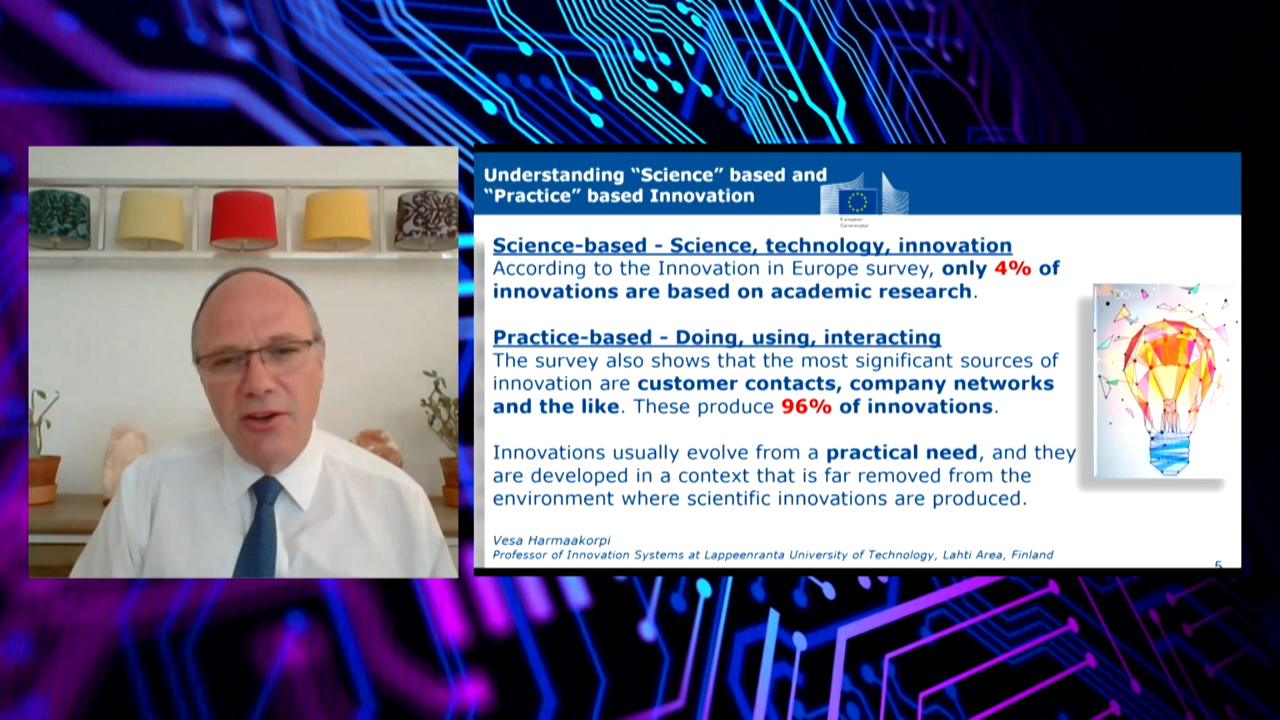 Understanding “Science” based and
“Practice” based Innovation
European
Commission
Science-based - Science, technology, innovation
According to the Innovation in Europe survey, only 4% of
innovations are based on academic research.
Practice-based - Doing, using, interacting
The survey also shows that the most significant sources of
innovation are customer contacts, company networks
and the like. These produce 96% of innovations.
Innovations usually evolve from a practical need, and they
are developed in a context that is far removed from the
environment where scientific innovations are produced.
Vesa Harmaakorpi
Professor of Innovation Systems at Lappeenranta University of Technology, Lahti Area, Finland
5